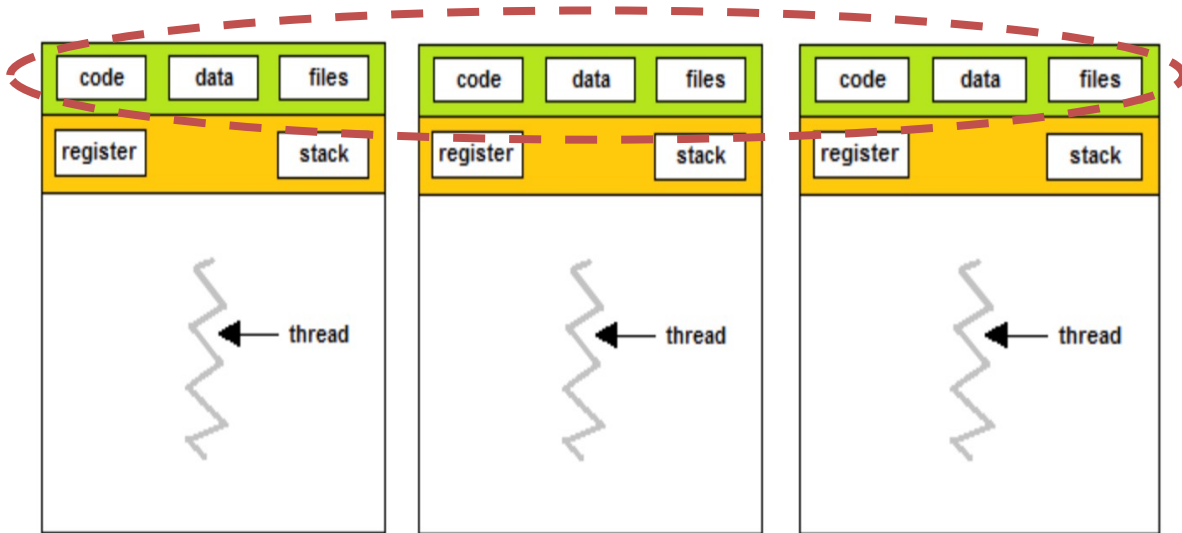 code data files code data files code data files
register stack register stack register stack
thread thread thread